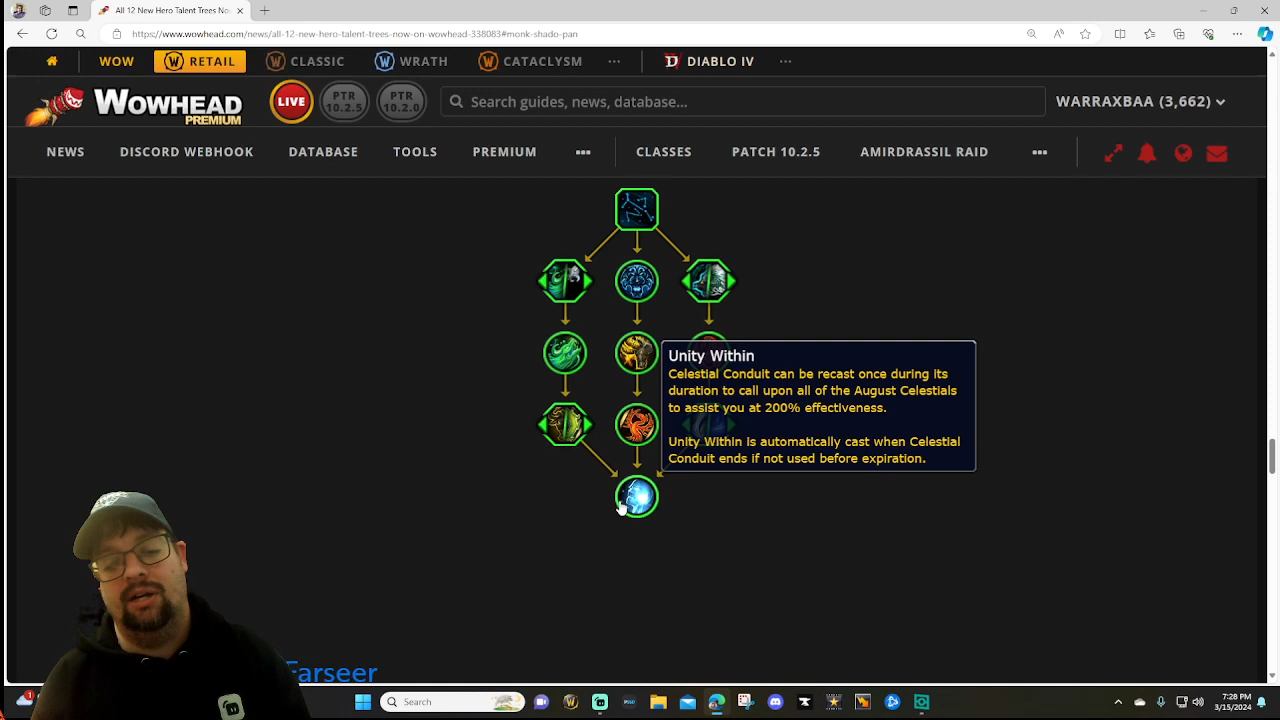 All 12 New Hero Talent Trees No
https://www.wowhead.com/news/all-12-new-hero-talent-trees-now-on-wowhead-338083#monk-shado-pan
WOW RETAIL CLASSIC WRATH CATACLYSM ... DIABLO IV ...
WOWHEAD PREMIUM LIVE PTR 10.2.5 PTR 10.2.0 Search guides, news, database... WARRAXBAA (3,662)
NEWS DISCORD WEBHOOK DATABASE TOOLS PREMIUM ... CLASSES PATCH 10.2.5 AMIRDRASSIL RAID ...
Unity Within
Celestial Conduit can be recast once during its
duration to call upon all of the August Celestials
to assist you at 200% effectiveness.
Unity Within is automatically cast when Celestial
Conduit ends if not used before expiration.
Farseer
1 Search 7:28 PM
3/15/2024